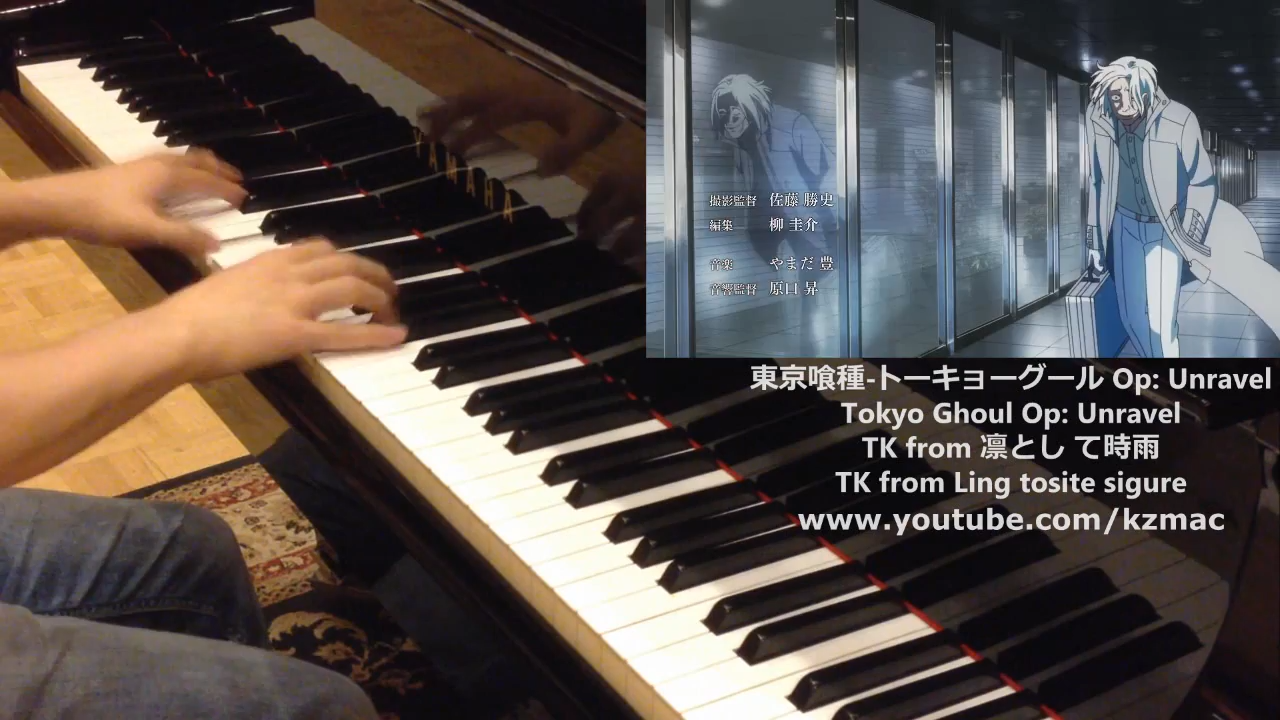 YAMAHA
撮影監督 佐藤 勝史
編集 柳 圭介
音楽 やまだ 豊
音響監督 原口 昇
東京喰種-トーキョーグール Op: Unravel
Tokyo Ghoul Op: Unravel
TK from 凛とし て時雨
TK from Ling tosite sigure
www.youtube.com/kzmac